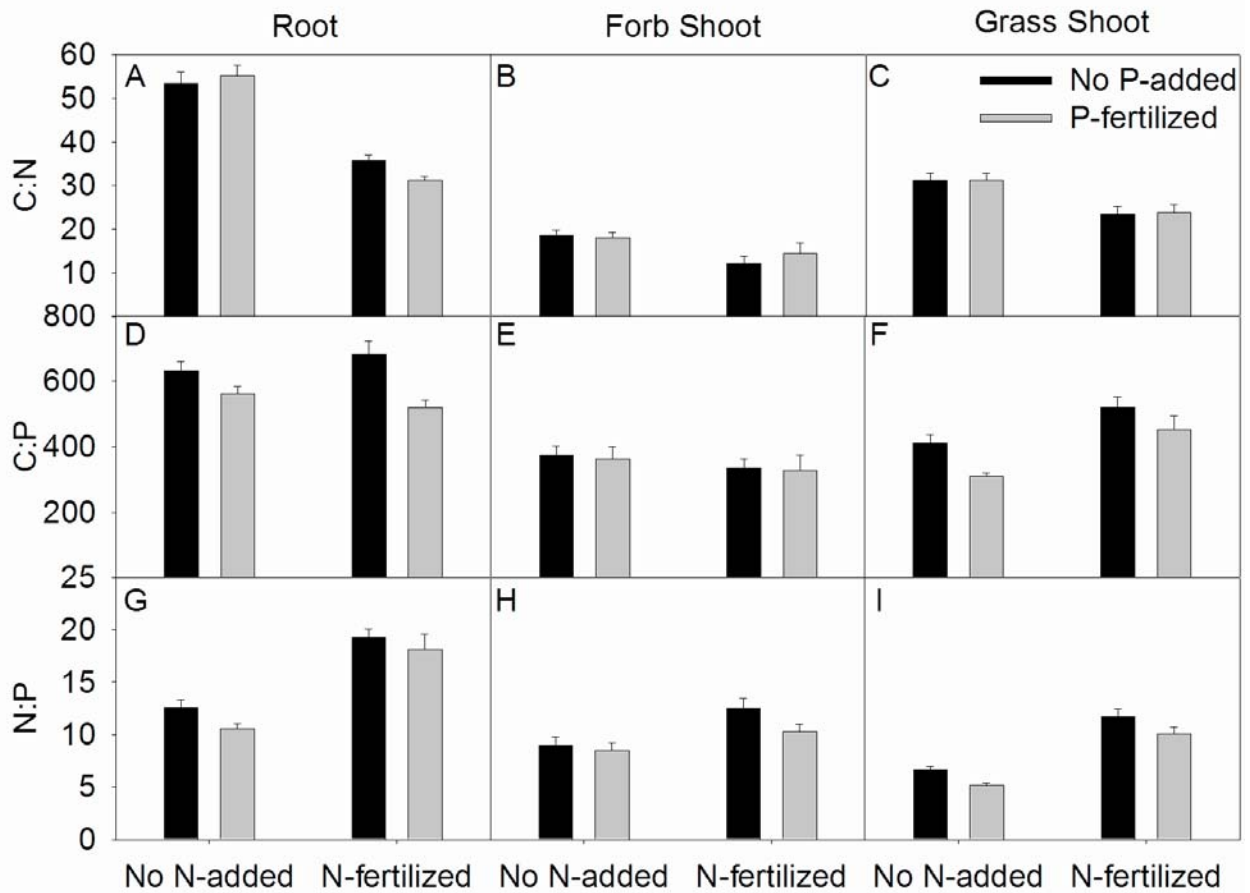 Root Forb Shoot Grass Shoot
60 A B C No P-added
50 P-fertilized
40
C:N
30
20
10
800
D E F
600
C:P
400
200
25
G H I
20
15
N:P
10
5
0
No N-added N-fertilized No N-added N-fertilized No N-added N-fertilized